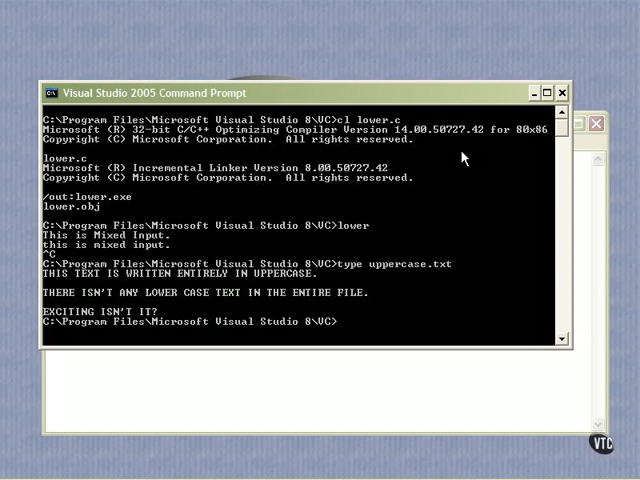 Visual Studio 2005 Command Prompt
C:\Program Files\Microsoft Visual Studio 8\VC>cl lower.c
Microsoft (R) 32-bit C/C++ Optimizing Compiler Version 14.00.50727.42 for 80x86
Copyright (C) Microsoft Corporation.  All rights reserved.
lower.c
Microsoft (R) Incremental Linker Version 8.00.50727.42
Copyright (C) Microsoft Corporation.  All rights reserved.
/out:lower.exe
lower.obj
C:\Program Files\Microsoft Visual Studio 8\VC>lower
This is Mixed Input.
this is mixed input.
^C
C:\Program Files\Microsoft Visual Studio 8\VC>type uppercase.txt
THIS TEXT IS WRITTEN ENTIRELY IN UPPERCASE.
THERE ISN'T ANY LOWER CASE TEXT IN THE ENTIRE FILE.
EXCITING ISN'T IT?
C:\Program Files\Microsoft Visual Studio 8\VC>
VTC